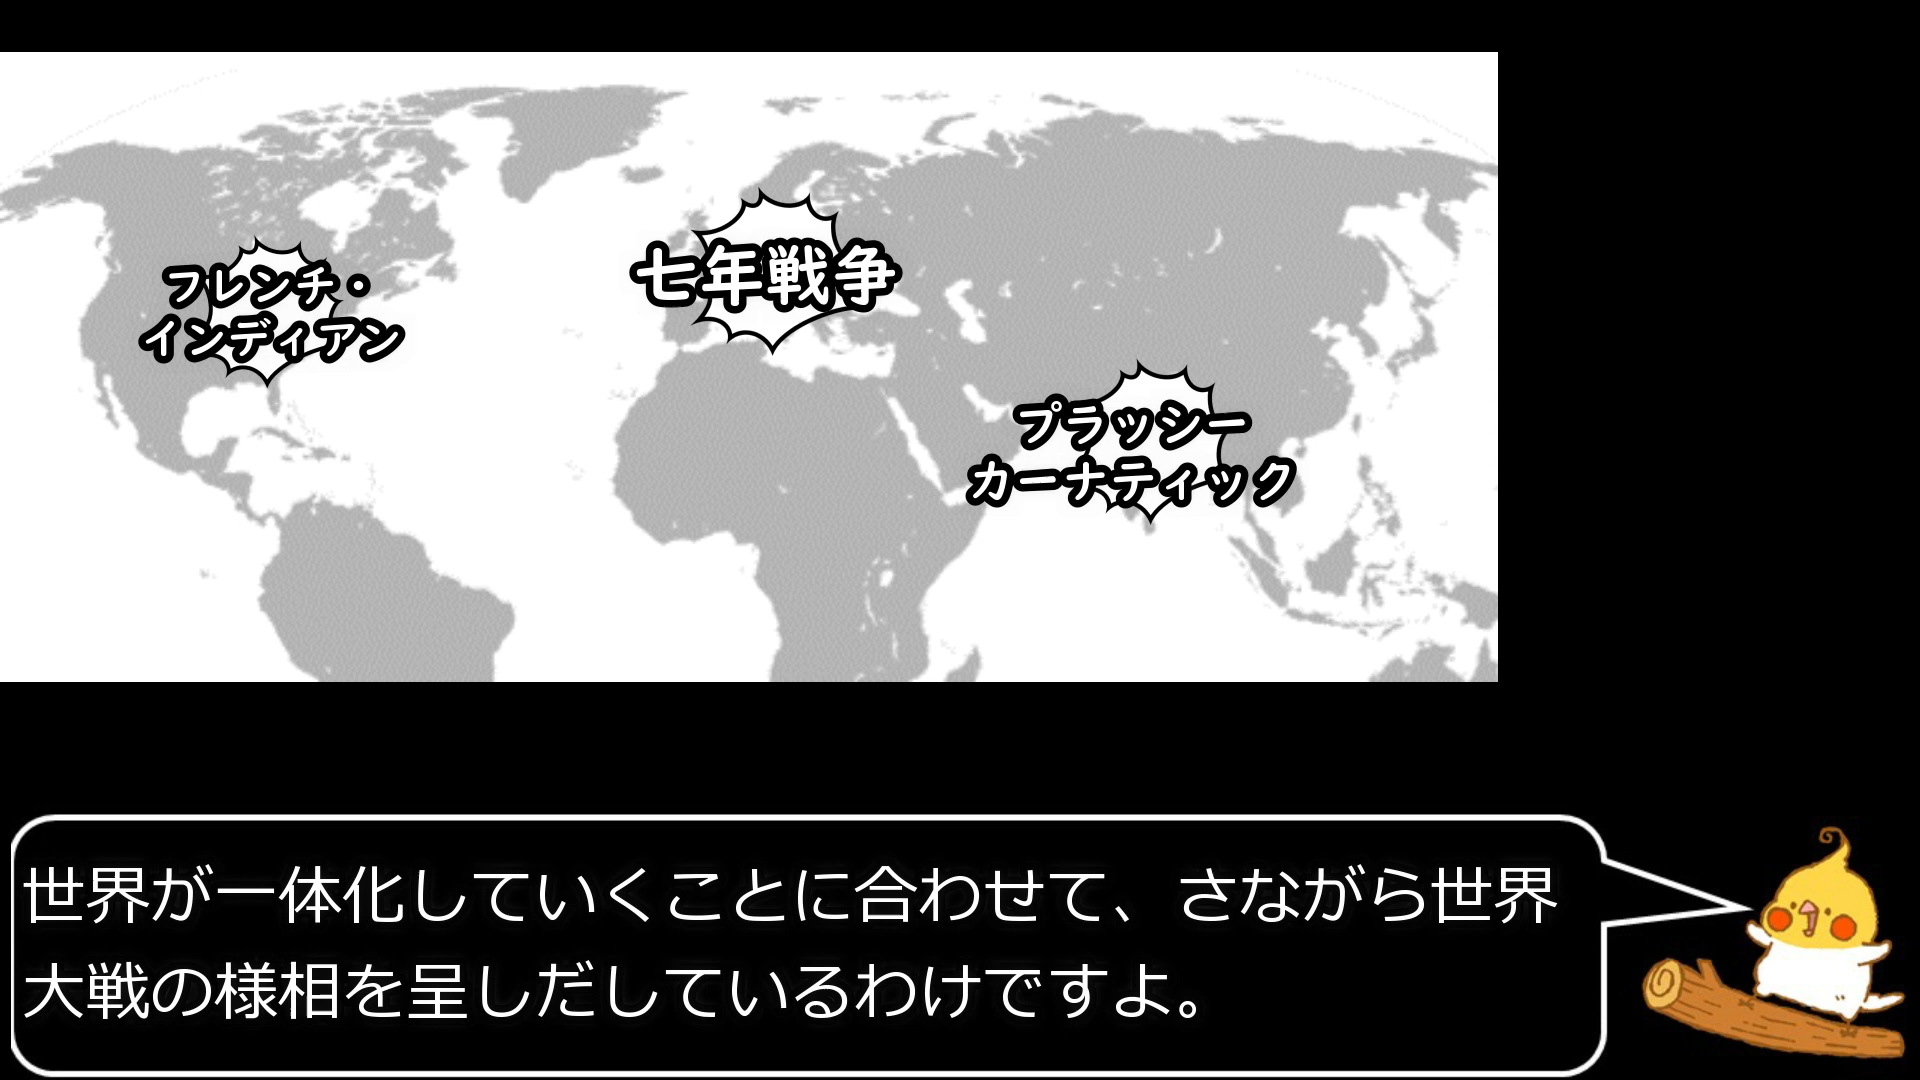 フレンチ・
インディアン
七年戦争
プラッシー
カーナティック
世界が一体化していくことに合わせて、さながら世界
大戦の様相を呈しだしているわけですよ。